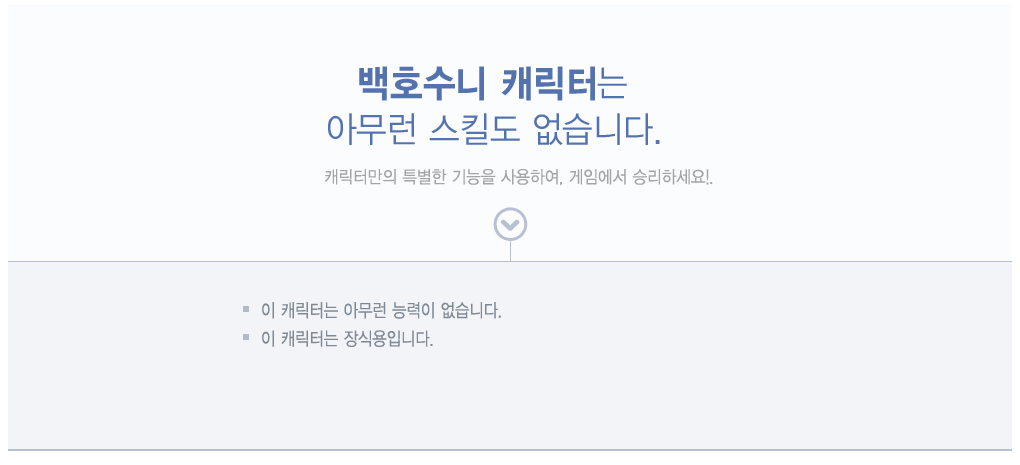 백호수니 캐릭터는
아무런 스킬도 없습니다.
캐릭터만의 특별한 기능을 사용하여, 게임에서 승리하세요!.
이 캐릭터는 아무런 능력이 없습니다.
이 캐릭터는 장식용입니다.